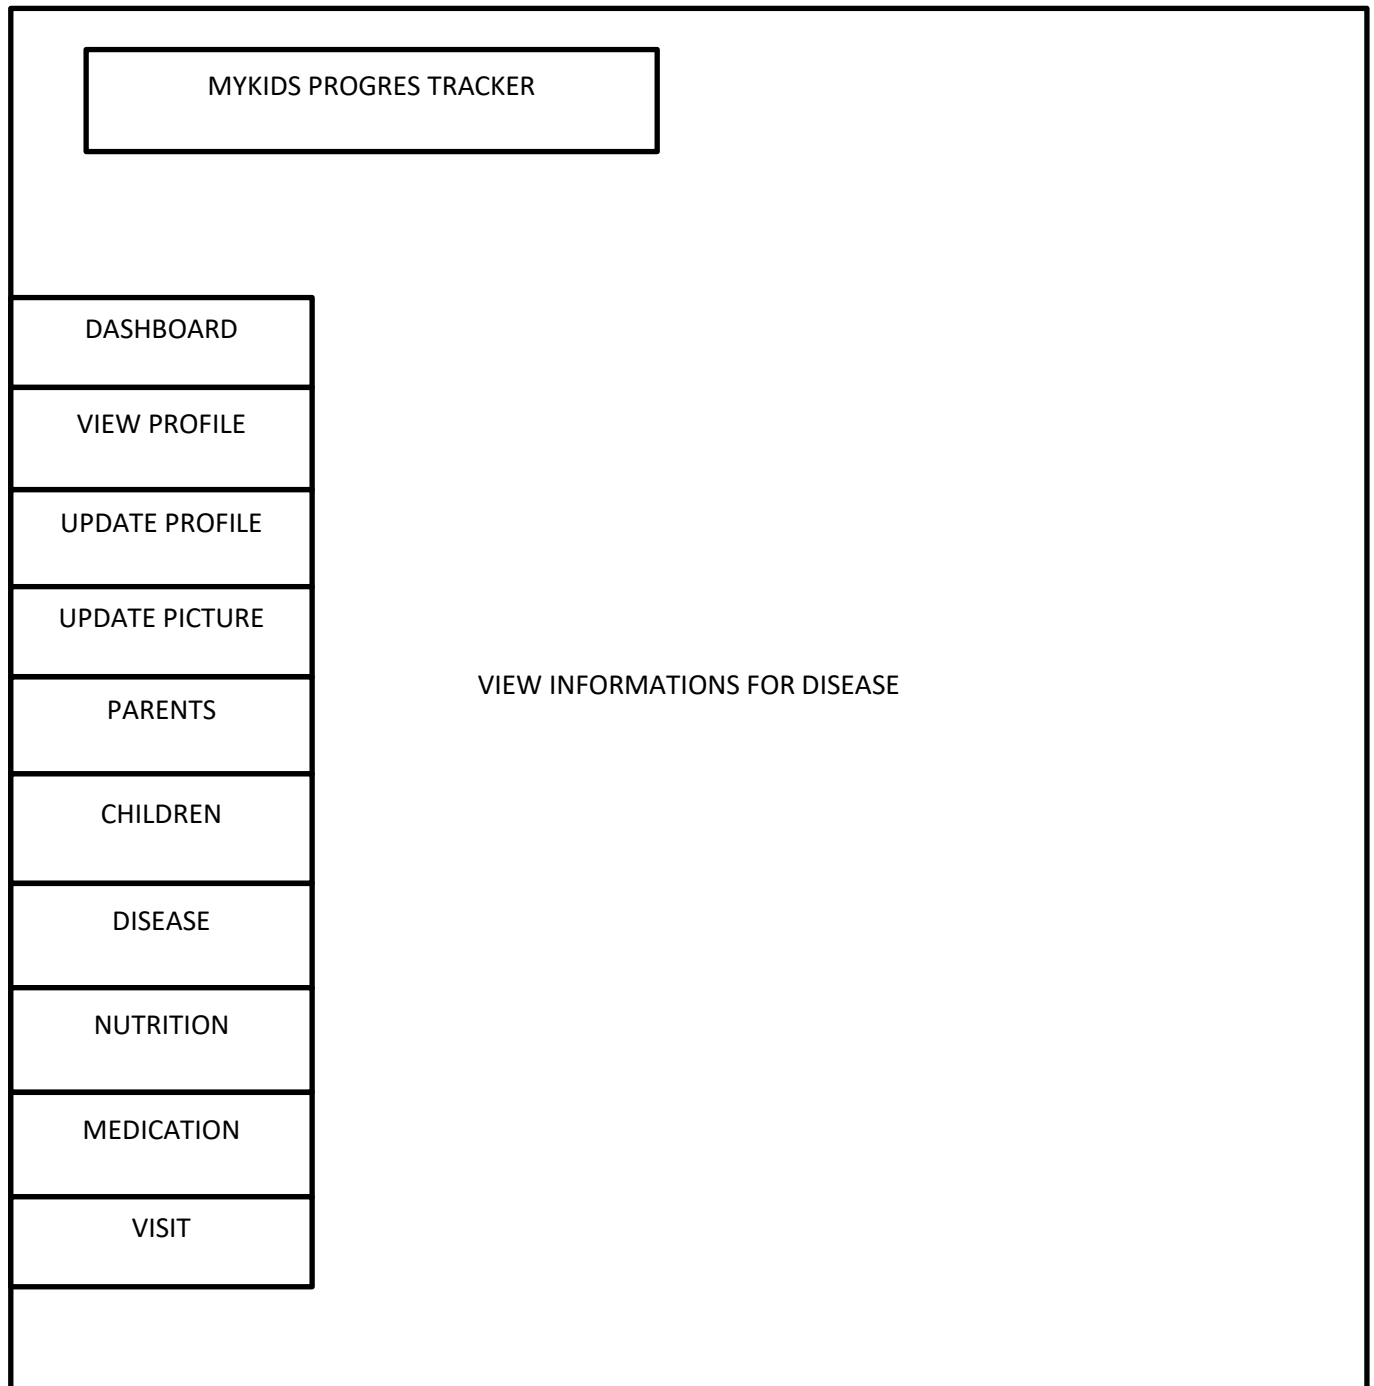 MYKIDS PROGRES TRACKER
DASHBOARD
VIEW PROFILE
UPDATE PROFILE
UPDATE PICTURE
PARENTS
CHILDREN
DISEASE
NUTRITION
MEDICATION
VISIT
VIEW INFORMATIONS FOR DISEASE